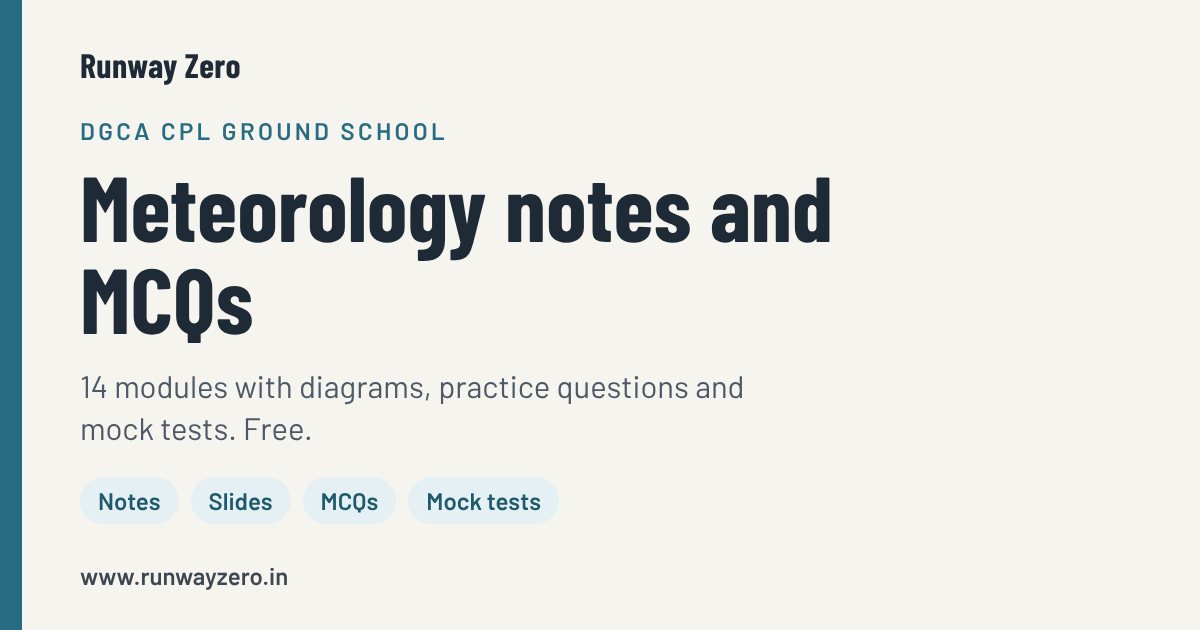 Runway Zero
DGCA CPL GROUND SCHOOL
Meteorology notes and
MCQs
14 modules with diagrams, practice questions and
mock tests. Free.
Notes Slides MCQs Mock tests
www.runwayzero.in